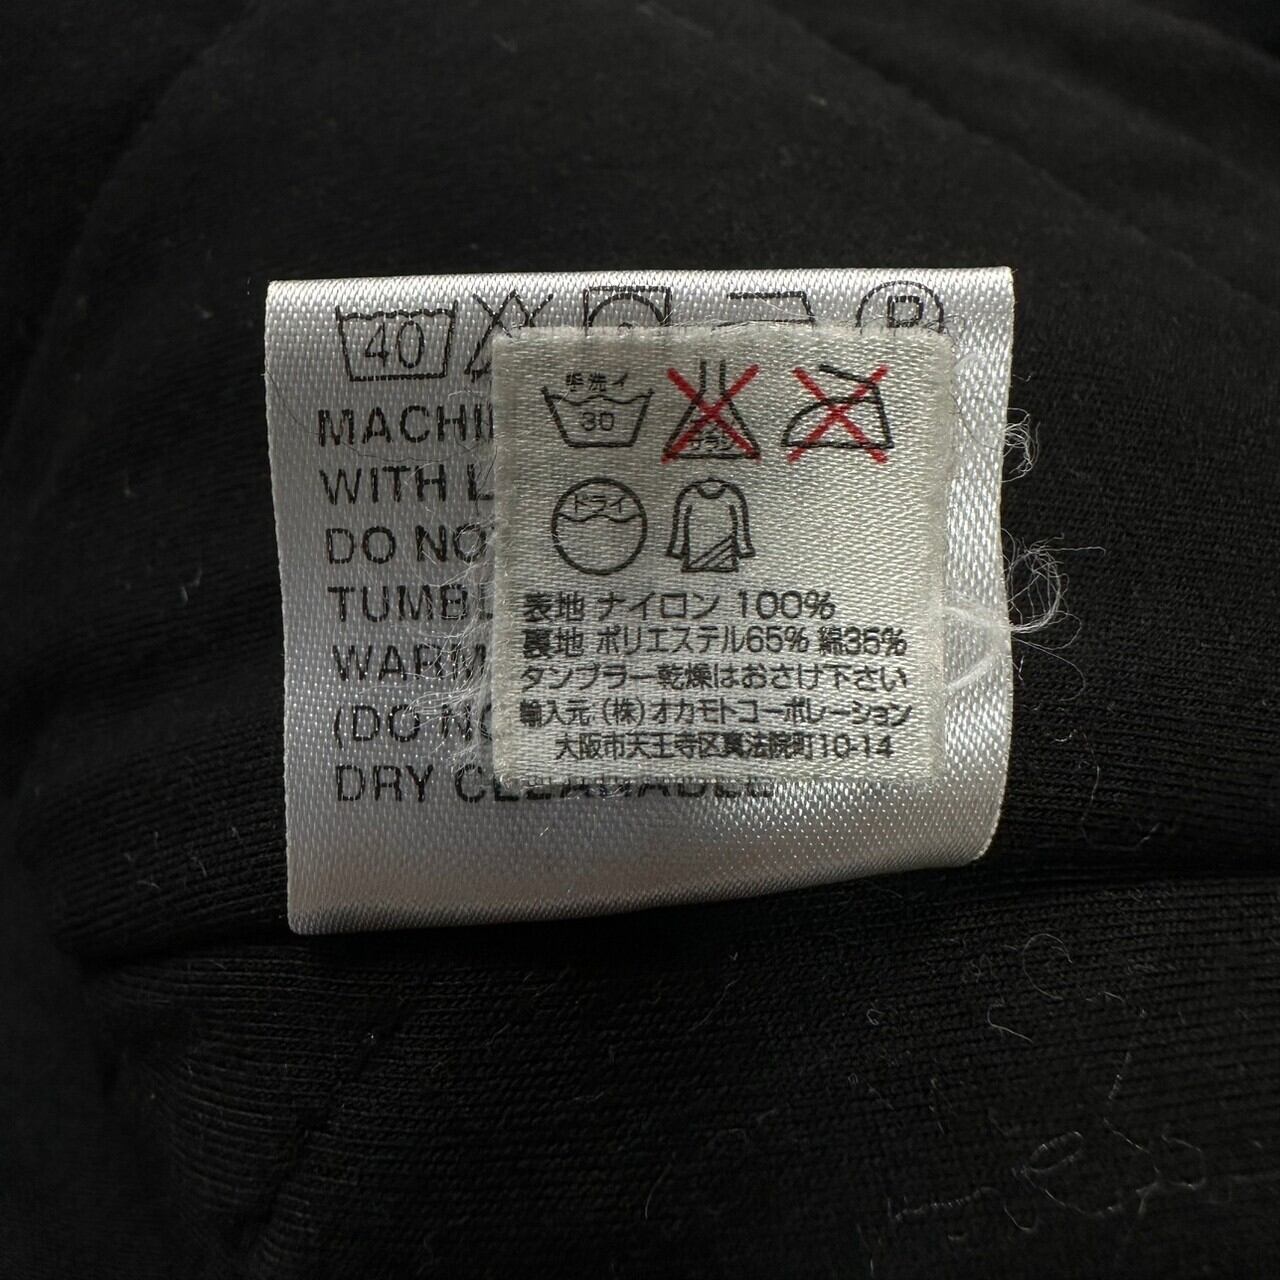 40
P
MACHI
WITH L
DO NO
TUMBL
WARM
(DO NO
DRY CLEANABLE
手洗イ
30
ドライ
表地 ナイロン 100%
裏地 ポリエステル65% 綿35%
タンブラー乾燥はおさけ下さい
輸入元 (株)オカモトコーポレーション
大阪市天王寺区真法院町10-14